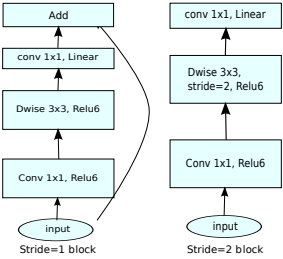 Add
conv 1x1, Linear
Dwise 3x3, Relu6
Conv 1x1, Relu6
input
Stride=1 block
conv 1x1, Linear
Dwise 3x3,
stride=2, Relu6
Conv 1x1, Relu6
input
Stride=2 block